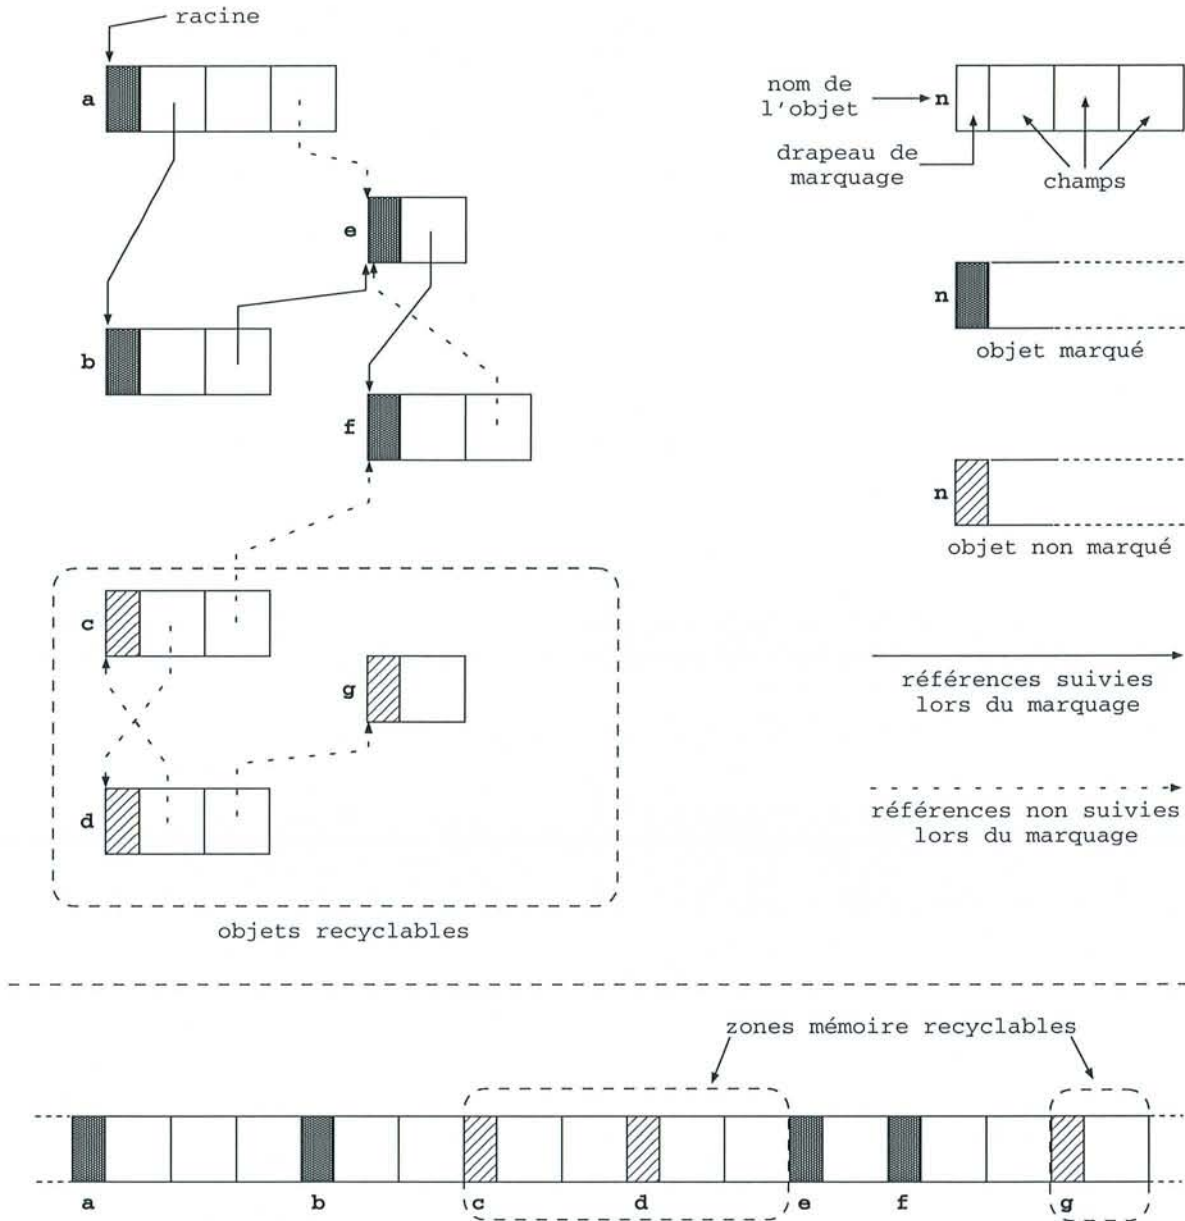 racine
a
nom de
l'objet
n
drapeau de
marquage
champs
e
n
objet marqué
b
f
n
objet non marqué
c
g
références suivies
lors du marquage
d
références non suivies
lors du marquage
objets recyclables
zones mémoire recyclables
a b c d e f g